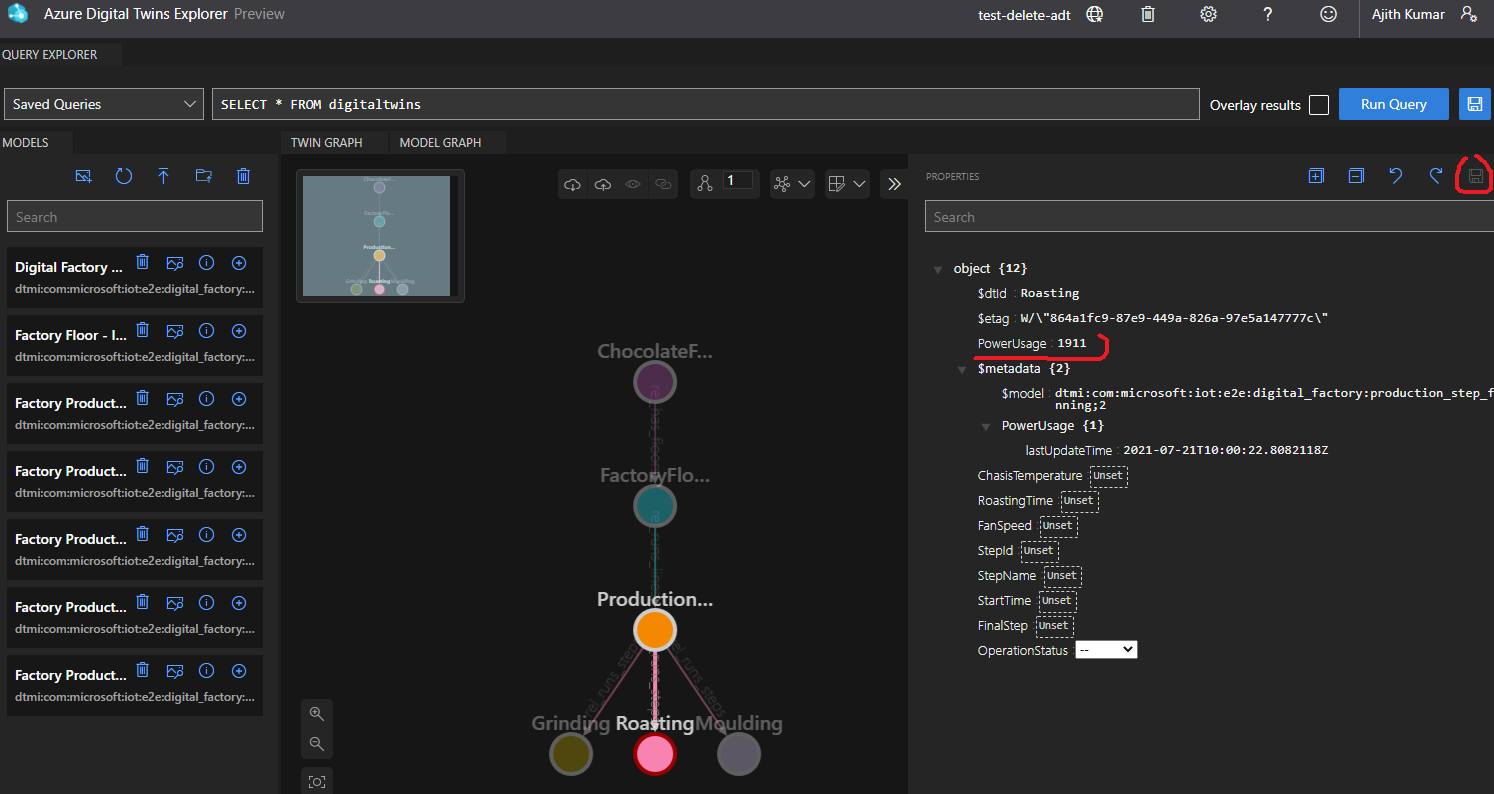 Azure Digital Twins Explorer Preview
test-delete-adt
?
Ajith Kumar
QUERY EXPLORER
Saved Queries
SELECT * FROM digitaltwins
Overlay results
Run Query
MODELS
Search
Digital Factory ...
dtmi:com:microsoft:iot:e2e:digital_factory:...
Factory Floor - I...
dtmi:com:microsoft:iot:e2e:digital_factory:...
Factory Product...
dtmi:com:microsoft:iot:e2e:digital_factory:...
Factory Product...
dtmi:com:microsoft:iot:e2e:digital_factory:...
Factory Product...
dtmi:com:microsoft:iot:e2e:digital_factory:...
Factory Product...
dtmi:com:microsoft:iot:e2e:digital_factory:...
Factory Product...
dtmi:com:microsoft:iot:e2e:digital_factory:...
TWIN GRAPH
MODEL GRAPH
1
ChocolateF...
FactoryFlo...
Production...
Grinding Roasting Moulding
ChocolateF...
FactoryFlo...
Production...
rel_runs_steps
Grinding Roasting Moulding
PROPERTIES
Search
object {12}
$dtId : Roasting
$etag : W/\"864a1fc9-87e9-449a-826a-97e5a147777c\"
PowerUsage : 1911
$metadata {2}
$model : dtmi:com:microsoft:iot:e2e:digital_factory:production_step_f
nning;2
PowerUsage {1}
lastUpdateTime : 2021-07-21T10:00:22.8082118Z
ChasisTemperature : Unset
RoastingTime : Unset
FanSpeed : Unset
StepId : Unset
StepName : Unset
StartTime : Unset
FinalStep : Unset
OperationStatus : --